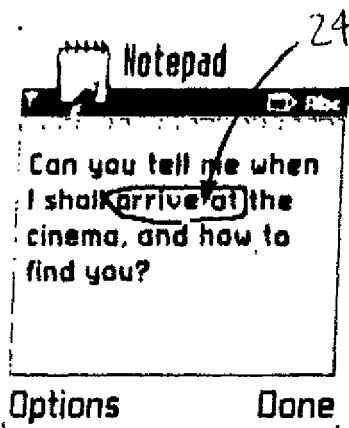 24
Notepad
Abc
Can you tell me when
I shall arrive at the
cinema, and how to
find you?
Options Done